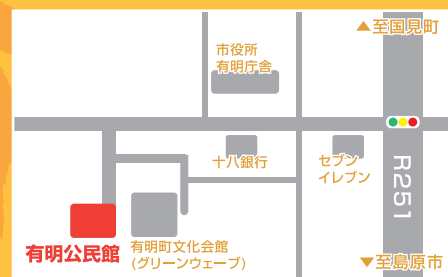 ▲至国見町
市役所
有明庁舎
十八銀行
セブン
イレブン
R251
有明公民館
有明町文化会館
(グリーンウェーブ)
▼至島原市